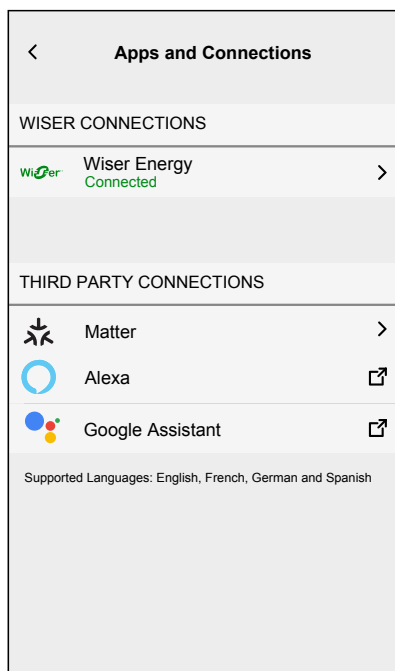 Apps and Connections
WISER CONNECTIONS
Wiser
Wiser Energy
Connected
THIRD PARTY CONNECTIONS
Matter
Alexa
Google Assistant
Supported Languages: English, French, German and Spanish